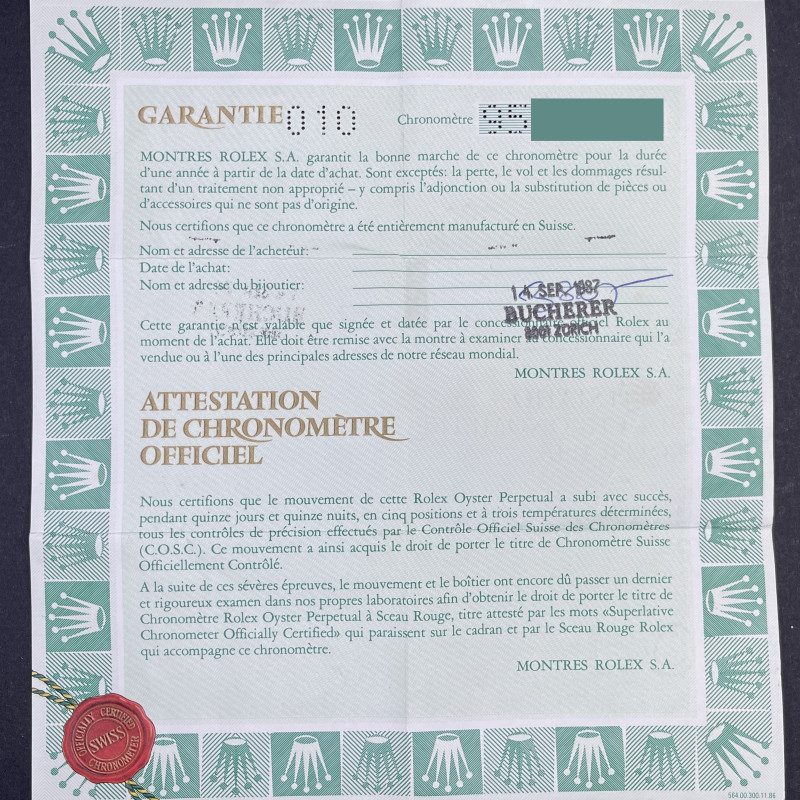 GARANTIE 010
Chronomètre
MONTRES ROLEX S.A. garantit la bonne marche de ce chronomètre pour la durée
d'une année à partir de la date d'achat. Sont exceptés: la perte, le vol et les dommages résul-
tant d'un traitement non approprié – y compris l'adjonction ou la substitution de pièces ou
d'accessoires qui ne sont pas d'origine.
Nous certifions que ce chronomètre a été entièrement manufacturé en Suisse.
Nom et adresse de l'acheteur:
Date de l'achat:
Nom et adresse du bijoutier:
14. SEP. 1987
BUCHERER
8001 ZÜRICH
Cette garantie n'est valable que signée et datée par le concessionnaire officiel Rolex au
moment de l'achat. Elle doit être remise avec la montre à examiner au concessionnaire qui l'a
vendue ou à l'une des principales adresses de notre réseau mondial.
MONTRES ROLEX S.A.
ATTESTATION
DE CHRONOMÈTRE
OFFICIEL
Nous certifions que le mouvement de cette Rolex Oyster Perpetual a subi avec succès,
pendant quinze jours et quinze nuits, en cinq positions et à trois températures déterminées,
tous les contrôles de précision effectués par le Contrôle Officiel Suisse des Chronomètres
(C.O.S.C.). Ce mouvement a ainsi acquis le droit de porter le titre de Chronomètre Suisse
Officiellement Contrôlé.
A la suite de ces sévères épreuves, le mouvement et le boîtier ont encore dû passer un dernier
et rigoureux examen dans nos propres laboratoires afin d'obtenir le droit de porter le titre de
Chronomètre Rolex Oyster Perpetual à Sceau Rouge, titre attesté par les mots «Superlative
Chronometer Officially Certified» qui paraissent sur le cadran et par le Sceau Rouge Rolex
qui accompagne ce chronomètre.
MONTRES ROLEX S.A.
OFFICIALLY CERTIFIED
SWISS
CHRONOMETER
564.00.300.11.86